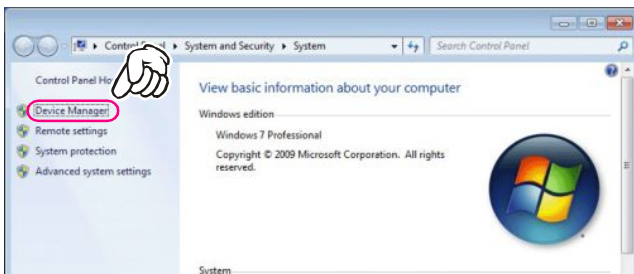 Control Panel ▸ System and Security ▸ System
Search Control Panel
Control Panel Ho
Device Manager
Remote settings
System protection
Advanced system settings
View basic information about your computer
Windows edition
Windows 7 Professional
Copyright © 2009 Microsoft Corporation. All rights
reserved.
System